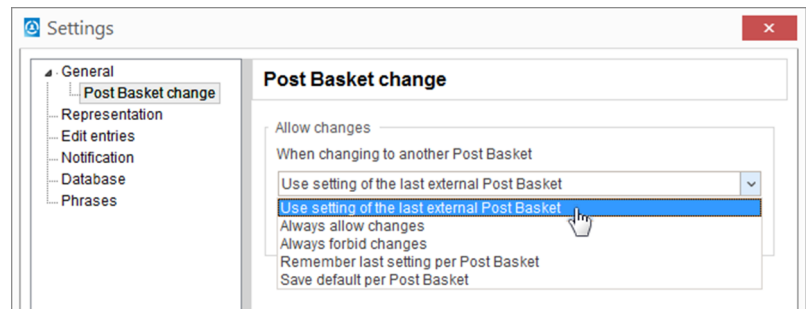 Settings
General
Post Basket change
Representation
Edit entries
Notification
Database
Phrases
Post Basket change
Allow changes
When changing to another Post Basket
Use setting of the last external Post Basket
Use setting of the last external Post Basket
Always allow changes
Always forbid changes
Remember last setting per Post Basket
Save default per Post Basket